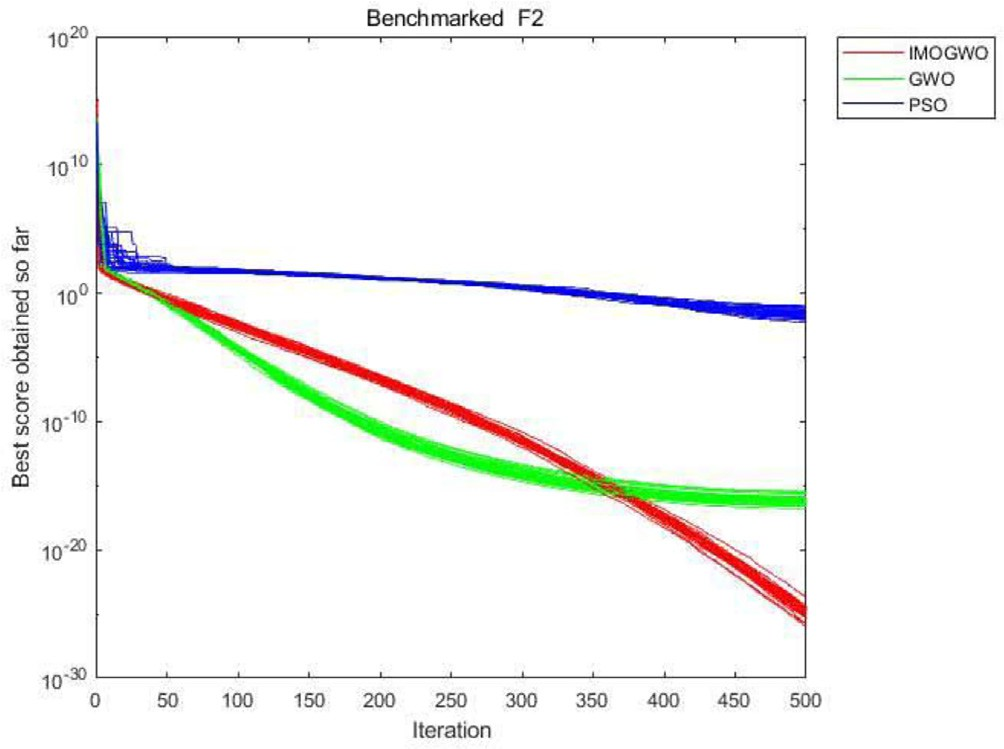 Benchmarked F2
10^20
10^10
10^0
10^-10
10^-20
10^-30
Best score obtained so far
0 50 100 150 200 250 300 350 400 450 500
Iteration
IMOGWO
GWO
PSO